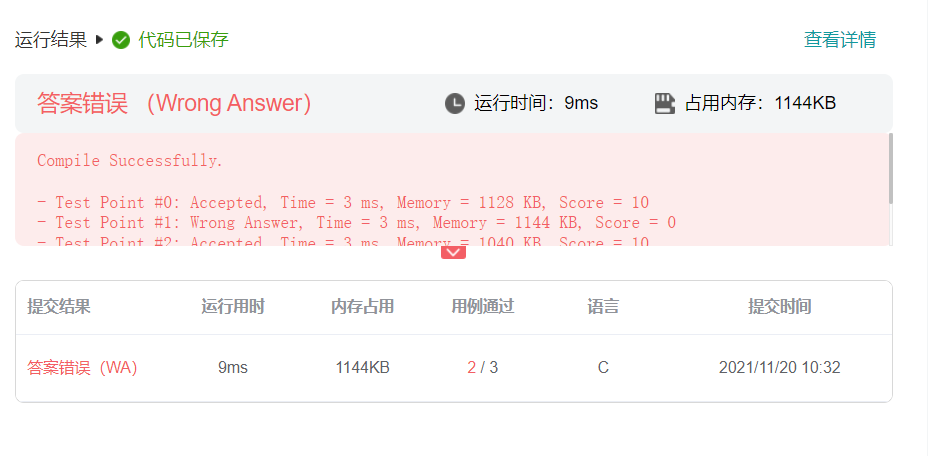 运行结果 代码已保存 查看详情
答案错误 （Wrong Answer） 运行时间：9ms 占用内存：1144KB
Compile Successfully.
- Test Point #0: Accepted, Time = 3 ms, Memory = 1128 KB, Score = 10
- Test Point #1: Wrong Answer, Time = 3 ms, Memory = 1144 KB, Score = 0
- Test Point #2: Accepted, Time = 3 ms, Memory = 1040 KB, Score = 10
提交结果 运行用时 内存占用 用例通过 语言 提交时间
答案错误（WA） 9ms 1144KB 2 / 3 C 2021/11/20 10:32